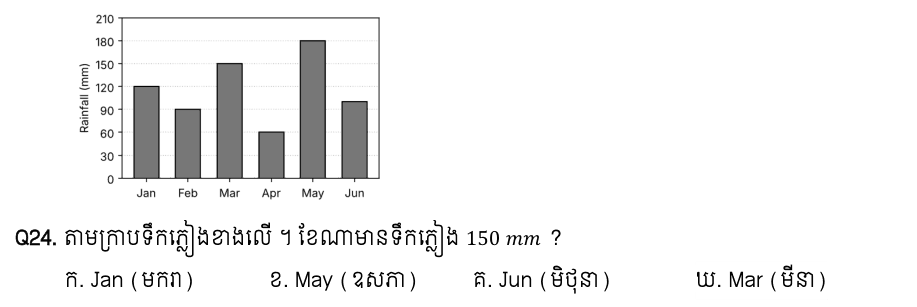 210
180
150
120
90
60
30
0
Rainfall (mm)
Jan Feb Mar Apr May Jun
Q24. តាមក្រាបទឹកភ្លៀងខាងលើ ។ ខែណាមានទឹកភ្លៀង 150 mm ?
ក. Jan ( មករា ) ខ. May ( ឧសភា ) គ. Jun ( មិថុនា ) ឃ. Mar ( មីនា )